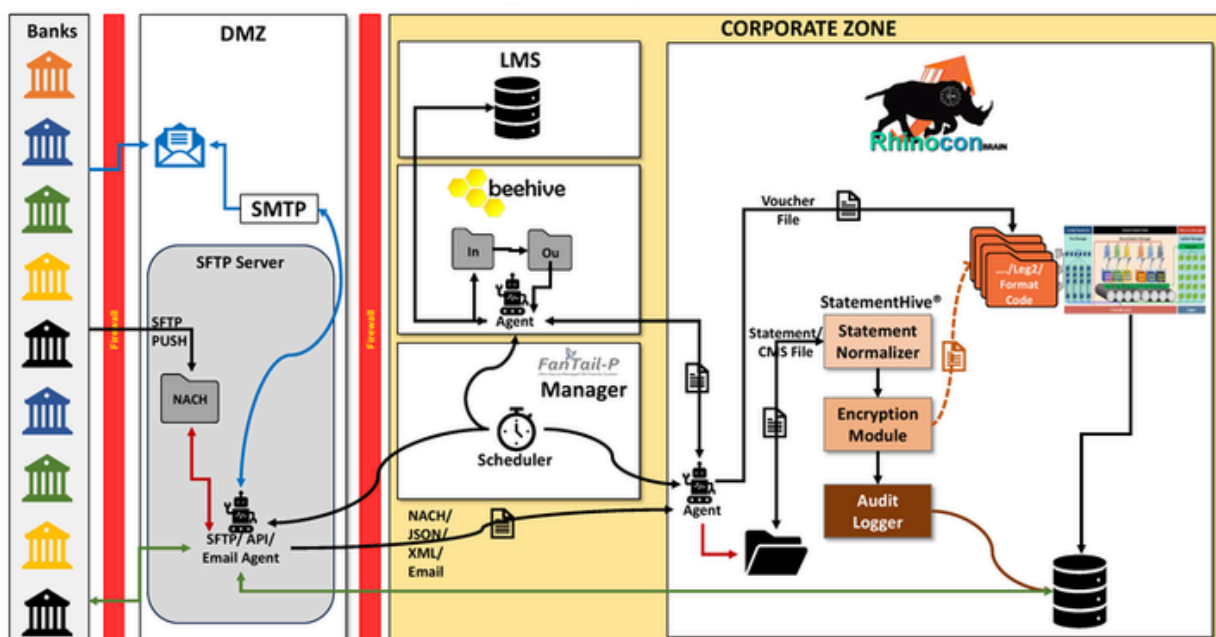 Banks
DMZ
CORPORATE ZONE
Firewall
Firewall
SMTP
SFTP Server
SFTP
PUSH
NACH
SFTP/ API/
Email Agent
LMS
beehive
In
Ou
Agent
FanTail-P
Manager
Scheduler
NACH/
JSON/
XML/
Email
Rhinocon BRAIN
Voucher
File
..../Leg2/
Format
Code
StatementHive®
Statement/
CMS File
Statement
Normalizer
Encryption
Module
Audit
Logger
Agent